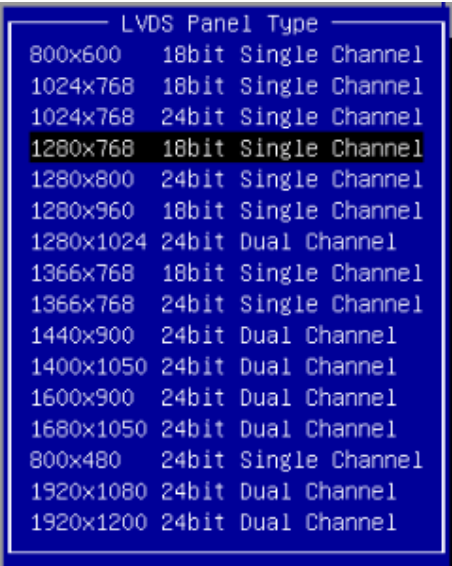 LVDS Panel Type
800x600 18bit Single Channel
1024x768 18bit Single Channel
1024x768 24bit Single Channel
1280x768 18bit Single Channel
1280x800 24bit Single Channel
1280x960 18bit Single Channel
1280x1024 24bit Dual Channel
1366x768 18bit Single Channel
1366x768 24bit Single Channel
1440x900 24bit Dual Channel
1400x1050 24bit Dual Channel
1600x900 24bit Dual Channel
1680x1050 24bit Dual Channel
800x480 24bit Single Channel
1920x1080 24bit Dual Channel
1920x1200 24bit Dual Channel